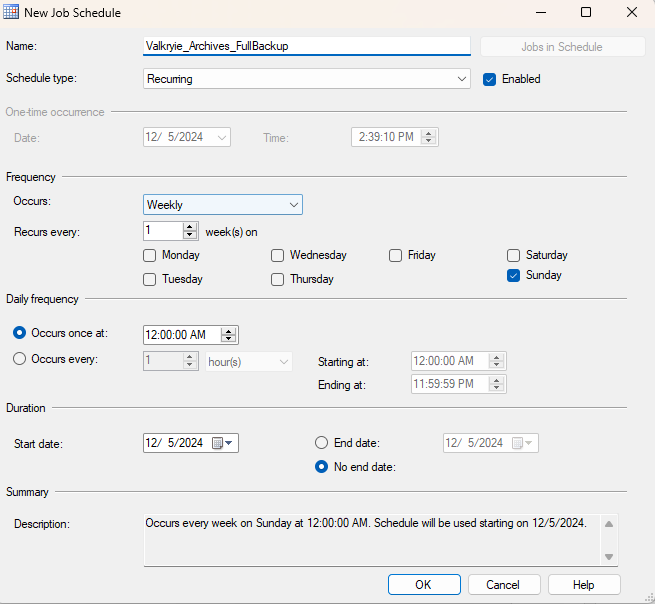 New Job Schedule
Name: Valkryie_Archives_FullBackup Jobs in Schedule
Schedule type: Recurring Enabled
One-time occurrence
Date: 12/ 5/2024 Time: 2:39:10 PM
Frequency
Occurs: Weekly
Recurs every: 1 week(s) on
Monday Wednesday Friday Saturday
Tuesday Thursday Sunday
Daily frequency
Occurs once at: 12:00:00 AM
Occurs every: 1 hour(s) Starting at: 12:00:00 AM
Ending at: 11:59:59 PM
Duration
Start date: 12/ 5/2024 End date: 12/ 5/2024
No end date:
Summary
Description: Occurs every week on Sunday at 12:00:00 AM. Schedule will be used starting on 12/5/2024.
OK Cancel Help